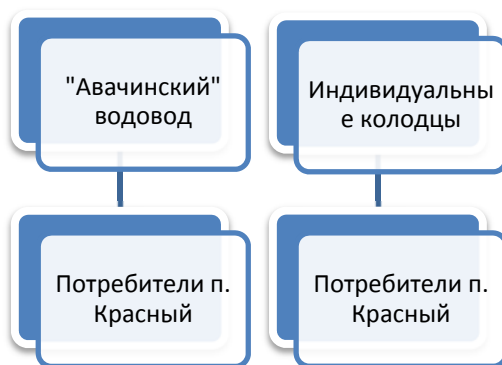 "Авачинский"
водовод
Индивидуальны
е колодцы
Потребители п.
Красный
Потребители п.
Красный